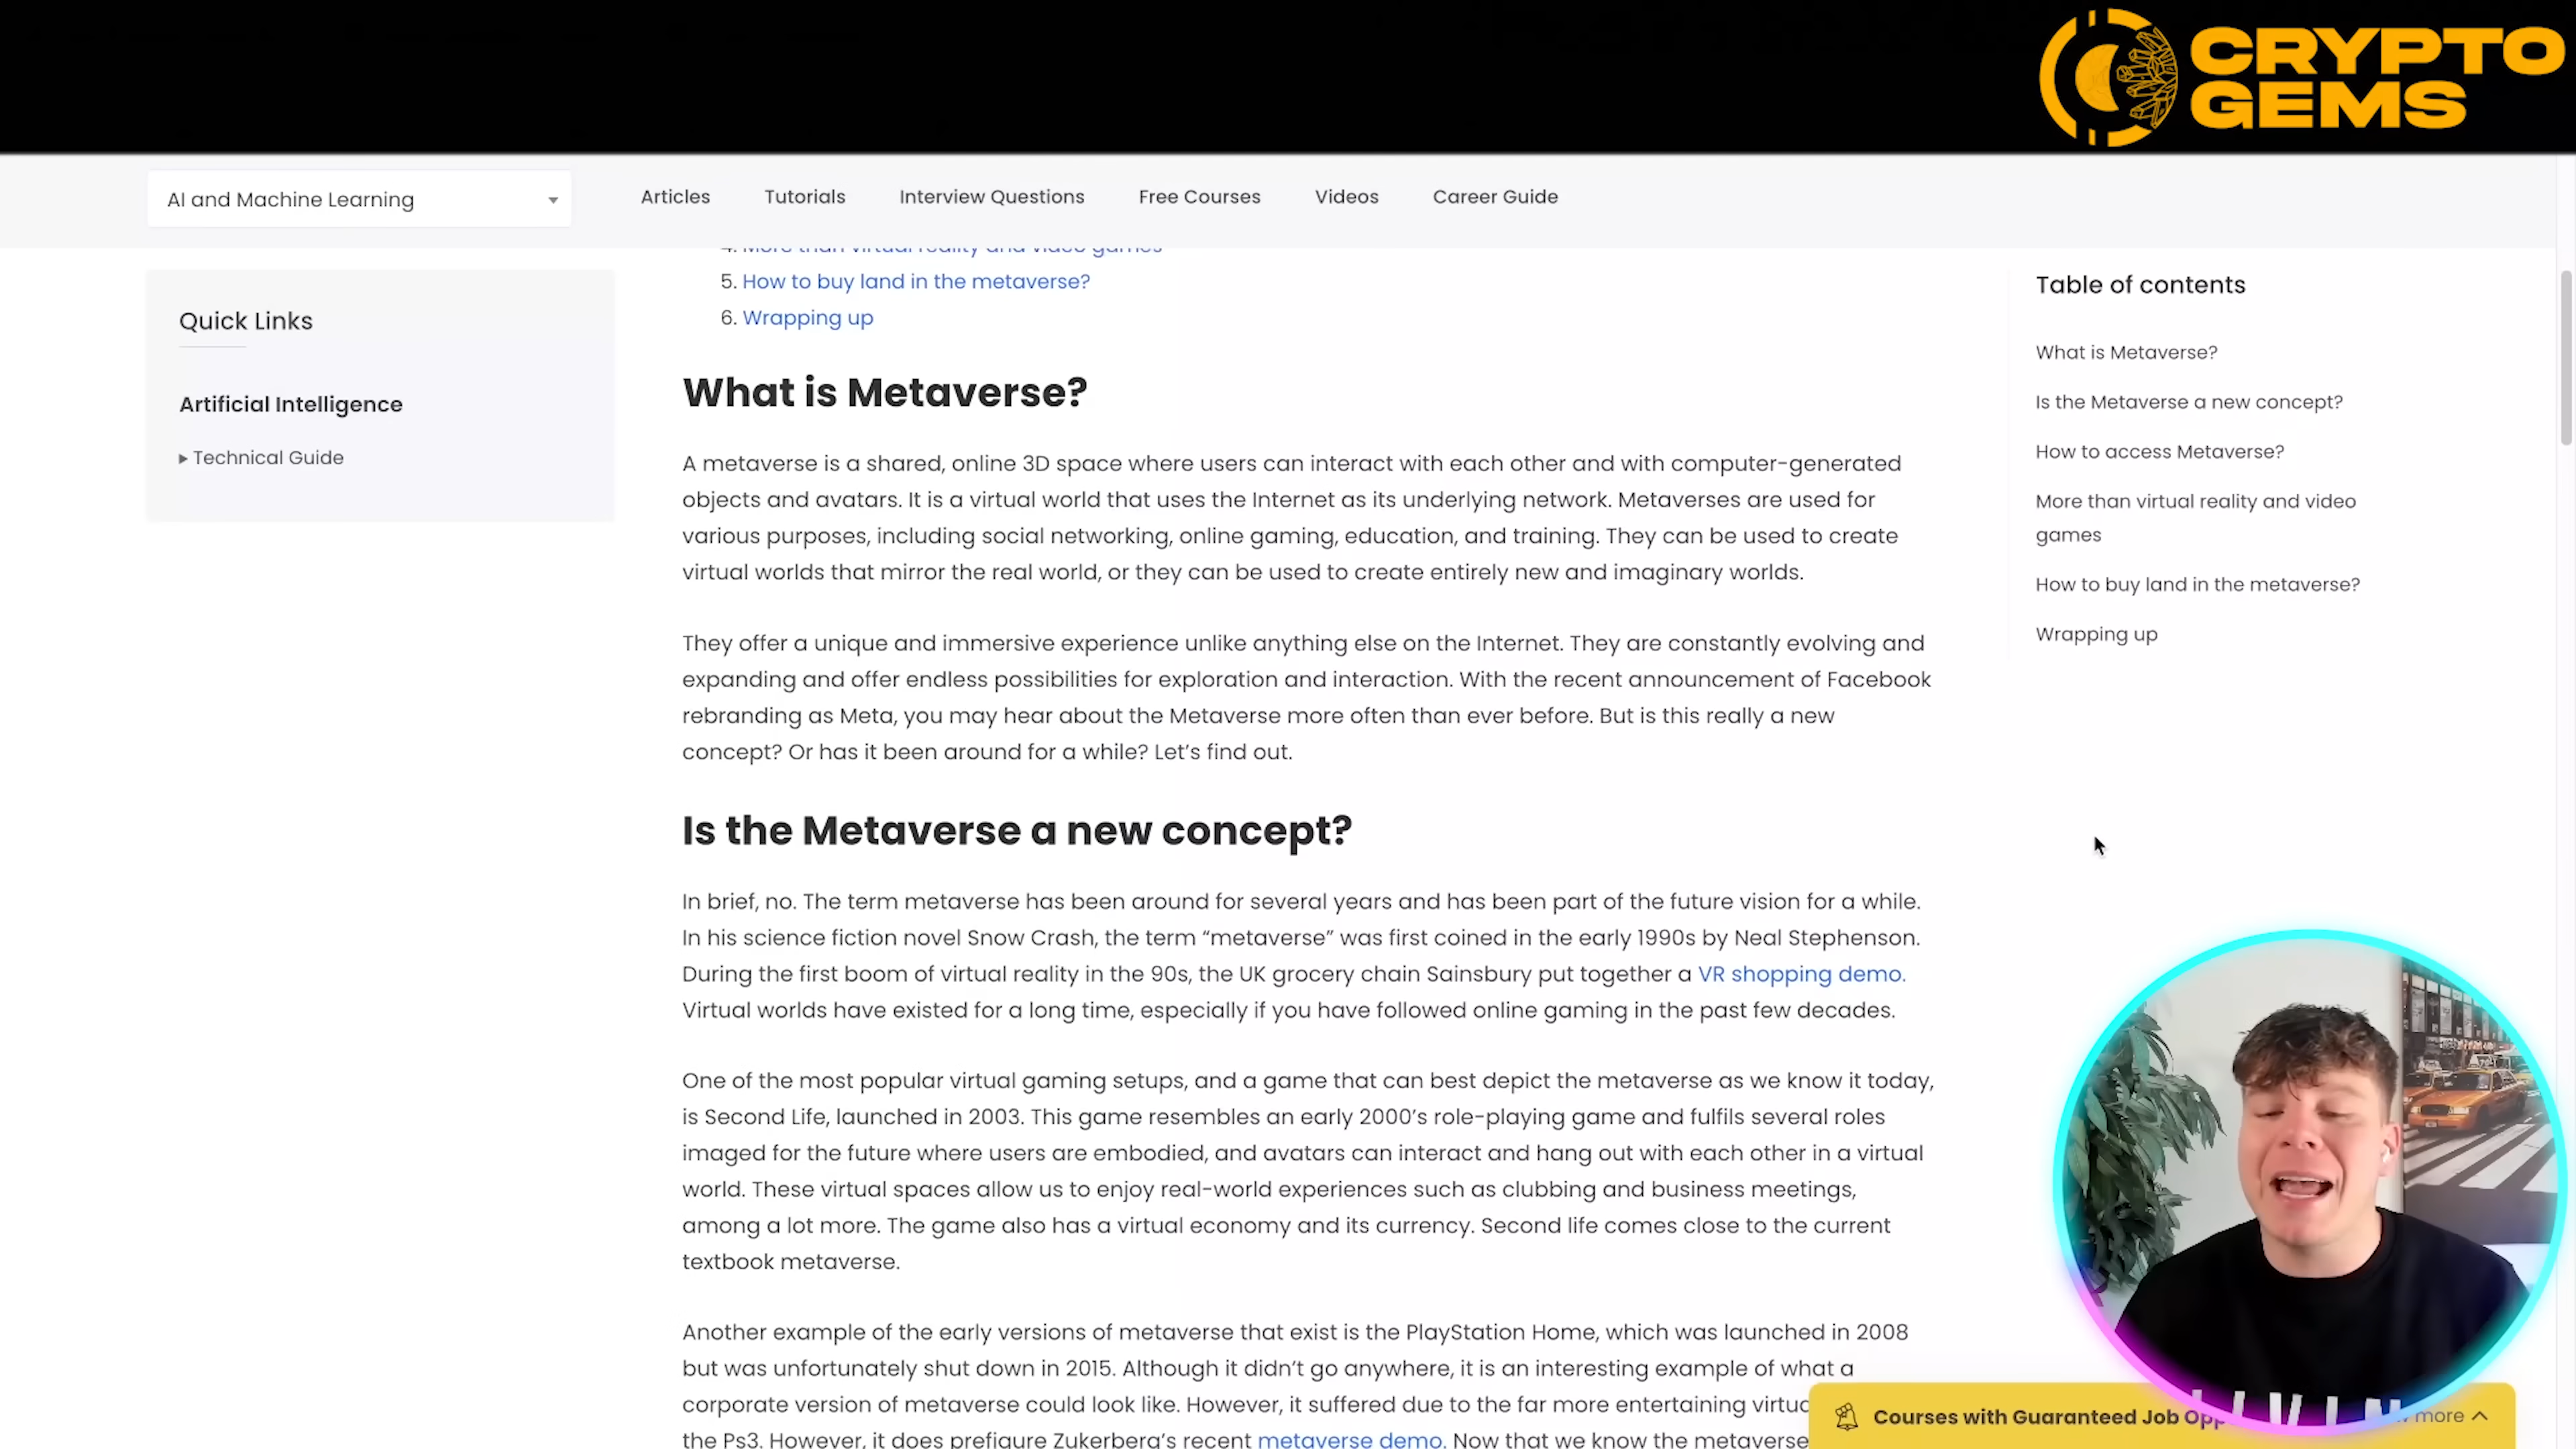 CRYPTO
GEMS
AI and Machine Learning
Articles
Tutorials
Interview Questions
Free Courses
Videos
Career Guide
Quick Links
Artificial Intelligence
Technical Guide
4. More than virtual reality and video games
5. How to buy land in the metaverse?
6. Wrapping up
What is Metaverse?
A metaverse is a shared, online 3D space where users can interact with each other and with computer-generated
objects and avatars. It is a virtual world that uses the Internet as its underlying network. Metaverses are used for
various purposes, including social networking, online gaming, education, and training. They can be used to create
virtual worlds that mirror the real world, or they can be used to create entirely new and imaginary worlds.
They offer a unique and immersive experience unlike anything else on the Internet. They are constantly evolving and
expanding and offer endless possibilities for exploration and interaction. With the recent announcement of Facebook
rebranding as Meta, you may hear about the Metaverse more often than ever before. But is this really a new
concept? Or has it been around for a while? Let's find out.
Is the Metaverse a new concept?
In brief, no. The term metaverse has been around for several years and has been part of the future vision for a while.
In his science fiction novel Snow Crash, the term “metaverse” was first coined in the early 1990s by Neal Stephenson.
During the first boom of virtual reality in the 90s, the UK grocery chain Sainsbury put together a VR shopping demo.
Virtual worlds have existed for a long time, especially if you have followed online gaming in the past few decades.
One of the most popular virtual gaming setups, and a game that can best depict the metaverse as we know it today,
is Second Life, launched in 2003. This game resembles an early 2000's role-playing game and fulfils several roles
imaged for the future where users are embodied, and avatars can interact and hang out with each other in a virtual
world. These virtual spaces allow us to enjoy real-world experiences such as clubbing and business meetings,
among a lot more. The game also has a virtual economy and its currency. Second life comes close to the current
textbook metaverse.
Another example of the early versions of metaverse that exist is the PlayStation Home, which was launched in 2008
but was unfortunately shut down in 2015. Although it didn't go anywhere, it is an interesting example of what a
corporate version of metaverse could look like. However, it suffered due to the far more entertaining
the Ps3. However, it does prefigure Zukerberg's recent metaverse demo. Now that we know the metaverse
Table of contents
What is Metaverse?
Is the Metaverse a new concept?
How to access Metaverse?
More than virtual reality and video
games
How to buy land in the metaverse?
Wrapping up
Courses with Guaranteed Job
more